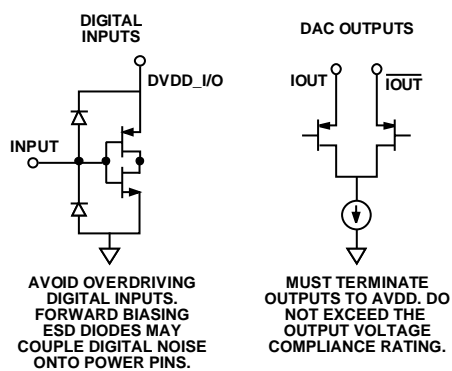 DIGITAL
INPUTS
DVDD_I/O
INPUT
AVOID OVERDRIVING
DIGITAL INPUTS.
FORWARD BIASING
ESD DIODES MAY
COUPLE DIGITAL NOISE
ONTO POWER PINS.
DAC OUTPUTS
IOUT
IOUT
MUST TERMINATE
OUTPUTS TO AVDD. DO
NOT EXCEED THE
OUTPUT VOLTAGE
COMPLIANCE RATING.